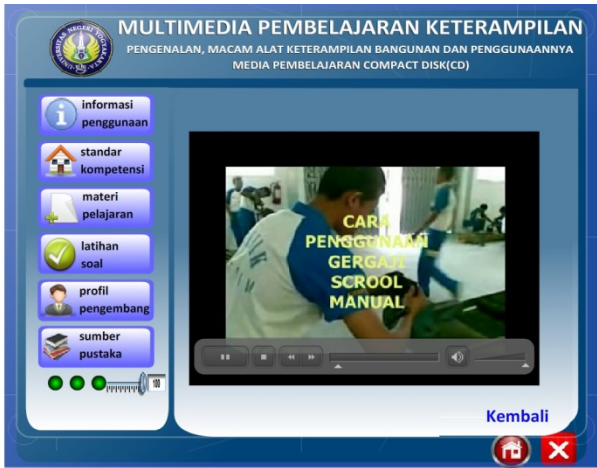 MULTIMEDIA PEMBELAJARAN KETERAMPILAN
PENGENALAN, MACAM ALAT KETERAMPILAN BANGUNAN DAN PENGGUNAANNYA
MEDIA PEMBELAJARAN COMPACT DISK(CD)
informasi
penggunaan
standar
kompetensi
materi
pelajaran
latihan
soal
profil
pengembang
sumber
pustaka
100
CARA
PENGGUNAAN
GERGAJI
SCROOL
MANUAL
Kembali